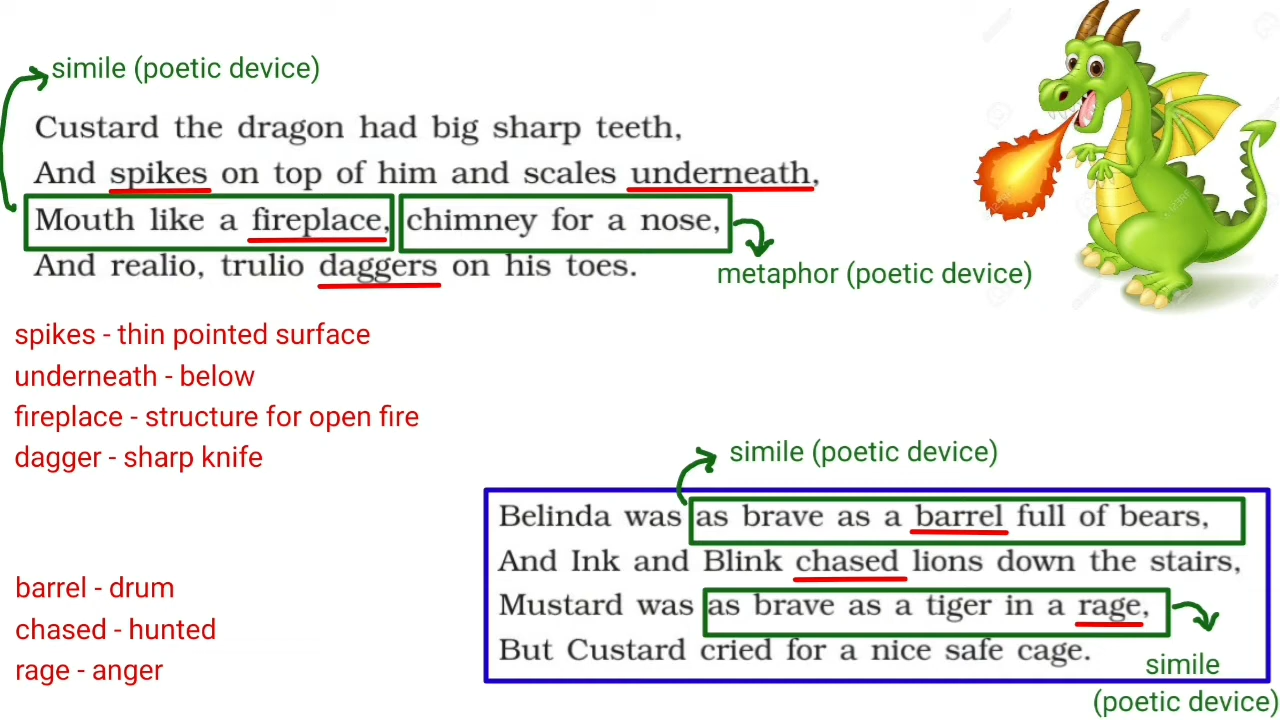 simile (poetic device)
Custard the dragon had big sharp teeth,
And spikes on top of him and scales underneath,
Mouth like a fireplace, chimney for a nose,
And realio, trulio daggers on his toes.
metaphor (poetic device)
spikes - thin pointed surface
underneath - below
fireplace - structure for open fire
dagger - sharp knife
simile (poetic device)
Belinda was as brave as a barrel full of bears,
And Ink and Blink chased lions down the stairs,
Mustard was as brave as a tiger in a rage,
But Custard cried for a nice safe cage.
simile
(poetic device)
barrel - drum
chased - hunted
rage - anger